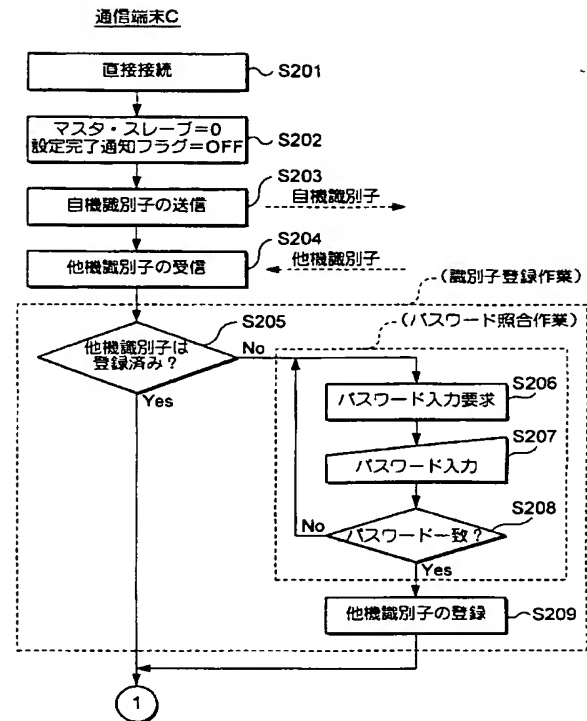 通信端末C
直接接続
S201
マスタ・スレーブ=0
設定完了通知フラグ=OFF
S202
S203
自機識別子の送信
自機識別子
S204
他機識別子の受信
他機識別子
(識別子登録作業)
S205
(パスワード照合作業)
他機識別子は
登録済み?
No
Yes
S206
パスワード入力要求
S207
パスワード入力
S208
No
パスワード一致?
Yes
他機識別子の登録
S209
1